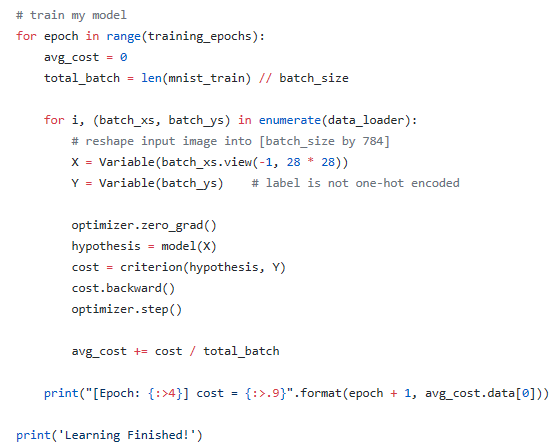 # train my model
for epoch in range(training_epochs):
    avg_cost = 0
    total_batch = len(mnist_train) // batch_size

    for i, (batch_xs, batch_ys) in enumerate(data_loader):
        # reshape input image into [batch_size by 784]
        X = Variable(batch_xs.view(-1, 28 * 28))
        Y = Variable(batch_ys)    # label is not one-hot encoded

        optimizer.zero_grad()
        hypothesis = model(X)
        cost = criterion(hypothesis, Y)
        cost.backward()
        optimizer.step()

        avg_cost += cost / total_batch

    print("[Epoch: {:>4}] cost = {:>.9}".format(epoch + 1, avg_cost.data[0]))

print('Learning Finished!')